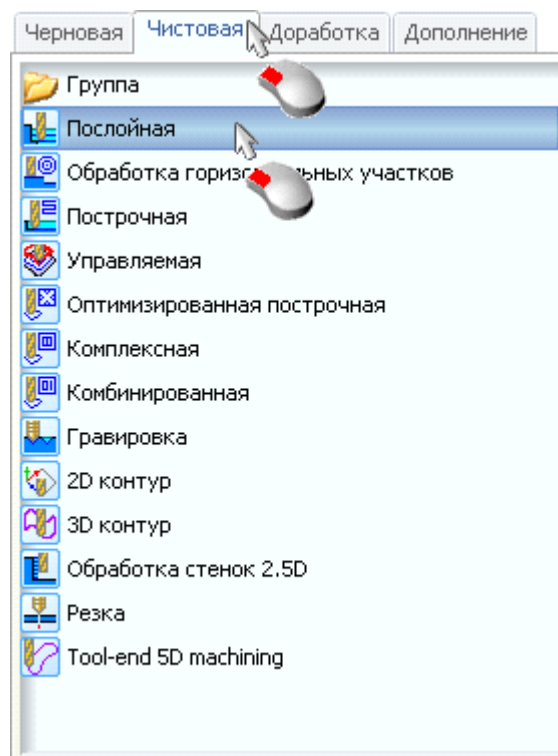 Черновая Чистовая Доработка Дополнение
Группа
Послойная
Обработка участков
Построчная
Управляемая
Оптимизированная построчная
Комплексная
Комбинированная
Гравировка
2D контур
3D контур
Обработка стенок 2.5D
Резка
Tool-end 5D machining